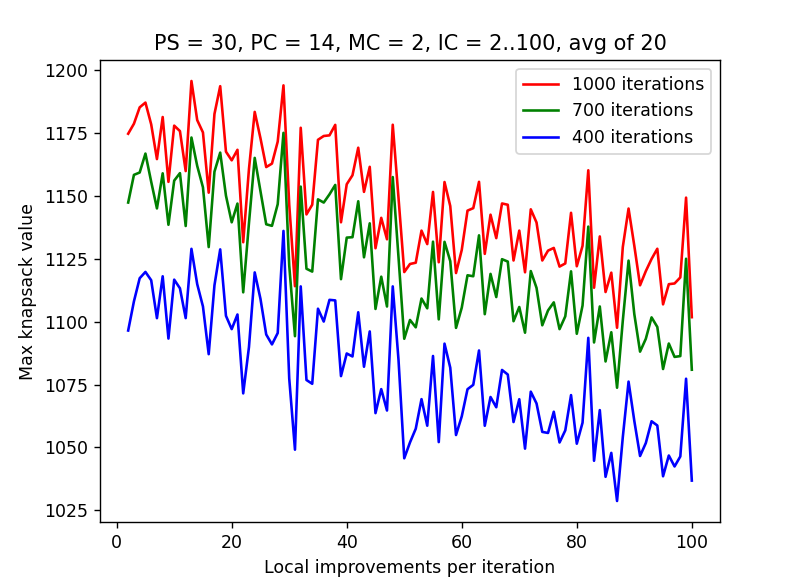 PS = 30, PC = 14, MC = 2, IC = 2..100, avg of 20
1000 iterations
700 iterations
400 iterations
Max knapsack value
1200
1175
1150
1125
1100
1075
1050
1025
0 20 40 60 80 100
Local improvements per iteration